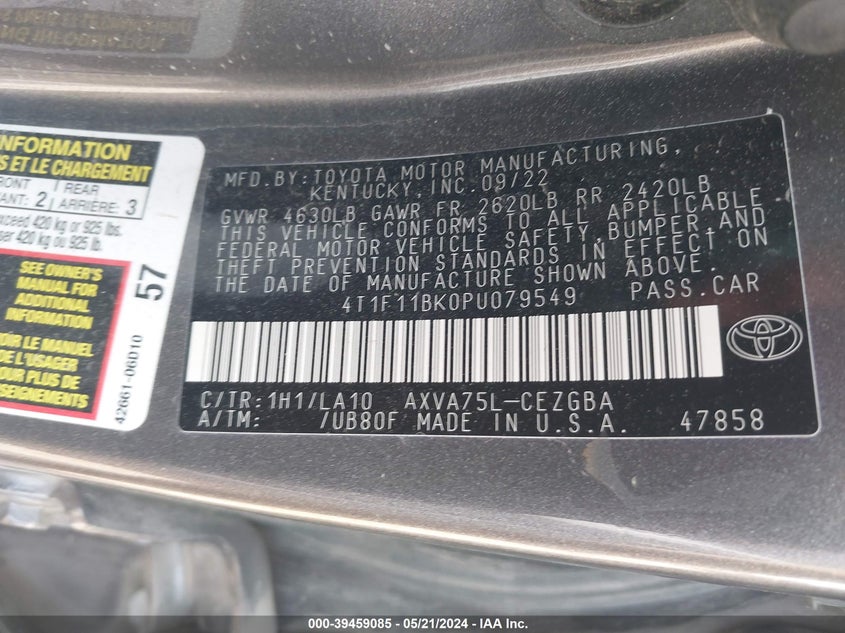 INFORMATION
S ET LE CHARGEMENT
FRONT
REAR
ANT: 2
ARRIÈRE: 3
exceed 420 kg or 925 lbs.
er 420 kg ou 925 lb.
SEE OWNER'S
MANUAL FOR
ADDITIONAL
INFORMATION
VOIR LE MANUEL
DE L'USAGER
POUR PLUS DE
57
42661-06D10
MFD.BY:TOYOTA MOTOR MANUFACTURING,
KENTUCKY, INC. 09/22
GVWR 4630LB GAWR FR 2620LB RR 2420LB
THIS VEHICLE CONFORMS TO ALL APPLICABLE
FEDERAL MOTOR VEHICLE SAFETY,BUMPER,AND
THEFT PREVENTION STANDARDS IN EFFECT ON
THE DATE OF MANUFACTURE SHOWN ABOVE.
4T1F11BK0PU079549 PASS.CAR
C/TR:1H1/LA10 AXVA75L-CEZGBA
A/TM: /UB80F MADE IN U.S.A. 47858
000-39459085 - 05/21/2024 - IAA Inc.